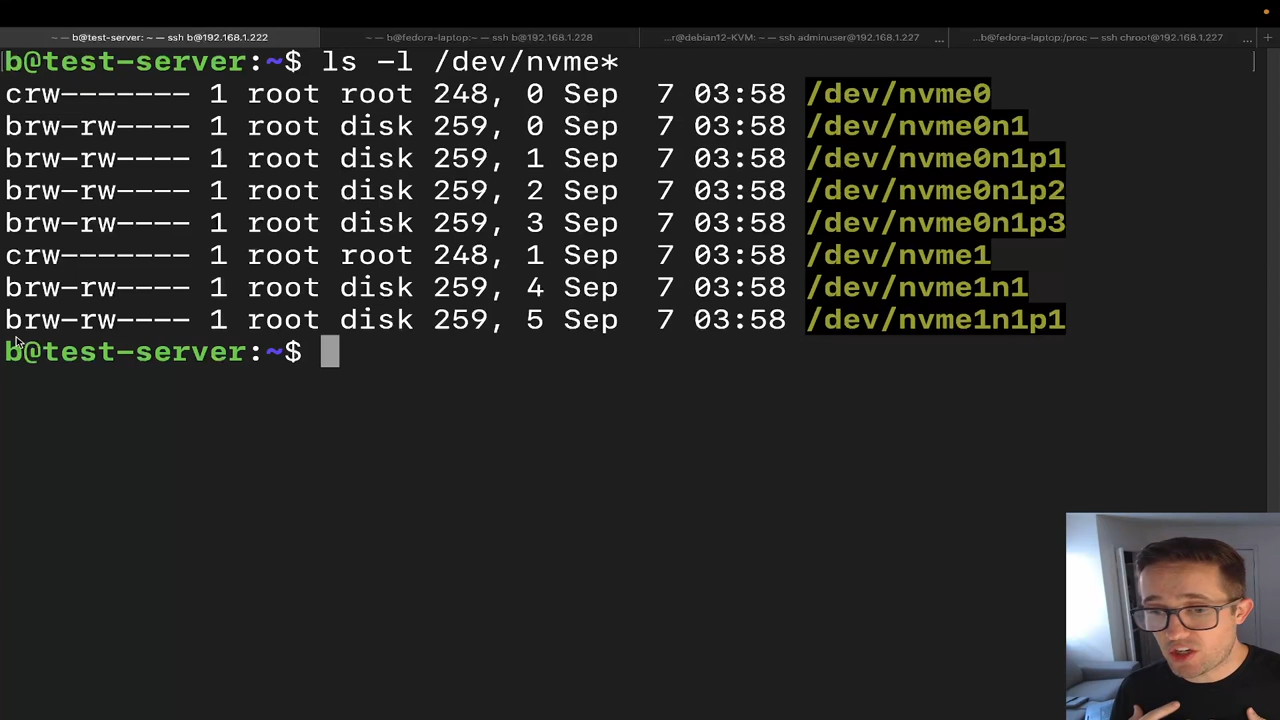 ~ — b@test-server: ~ — ssh b@192.168.1.222
~ — b@fedora-laptop:~ — ssh b@192.168.1.228
...r@debian12-KVM: ~ — ssh adminuser@192.168.1.227 ...
...b@fedora-laptop:/proc — ssh chroot@192.168.1.227 ...
b@test-server:~$ ls -l /dev/nvme*
crw------- 1 root root 248, 0 Sep  7 03:58 /dev/nvme0
brw-rw---- 1 root disk 259, 0 Sep  7 03:58 /dev/nvme0n1
brw-rw---- 1 root disk 259, 1 Sep  7 03:58 /dev/nvme0n1p1
brw-rw---- 1 root disk 259, 2 Sep  7 03:58 /dev/nvme0n1p2
brw-rw---- 1 root disk 259, 3 Sep  7 03:58 /dev/nvme0n1p3
crw------- 1 root root 248, 1 Sep  7 03:58 /dev/nvme1
brw-rw---- 1 root disk 259, 4 Sep  7 03:58 /dev/nvme1n1
brw-rw---- 1 root disk 259, 5 Sep  7 03:58 /dev/nvme1n1p1
b@test-server:~$